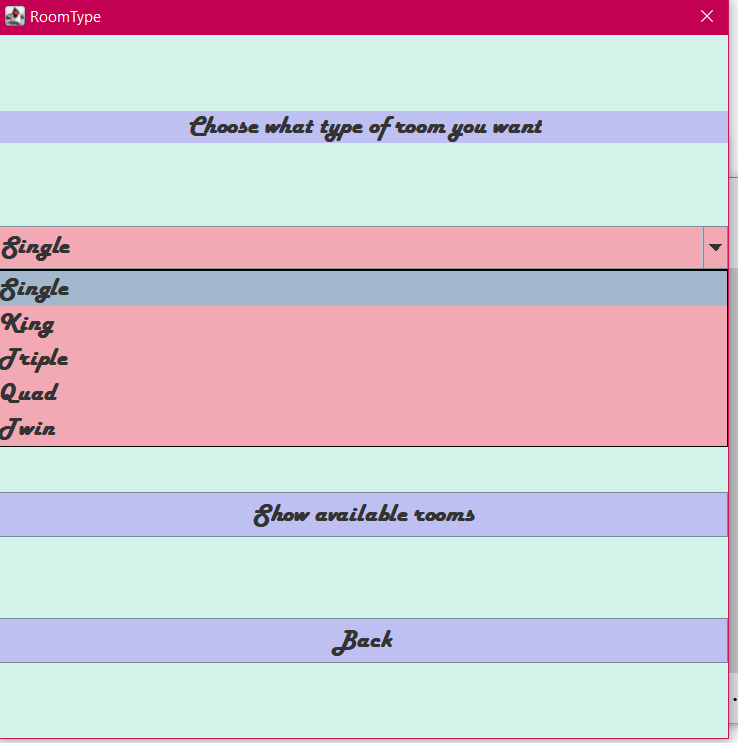 RoomType
Choose what type of room you want
Single
Single
King
Triple
Quad
Twin
Show available rooms
Back